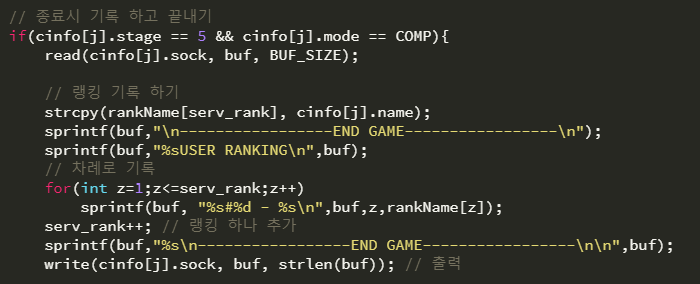 // 종료시 기록 하고 끝내기
if(cinfo[j].stage == 5 && cinfo[j].mode == COMP){
    read(cinfo[j].sock, buf, BUF_SIZE);

    // 랭킹 기록 하기
    strcpy(rankName[serv_rank], cinfo[j].name);
    sprintf(buf,"\n-----------------END GAME-----------------\n");
    sprintf(buf,"%sUSER RANKING\n",buf);
    // 차례로 기록
    for(int z=1;z<=serv_rank;z++)
        sprintf(buf, "%s#%d - %s\n",buf,z,rankName[z]);
    serv_rank++; // 랭킹 하나 추가
    sprintf(buf,"%s\n-----------------END GAME-----------------\n\n",buf);
    write(cinfo[j].sock, buf, strlen(buf)); // 출력